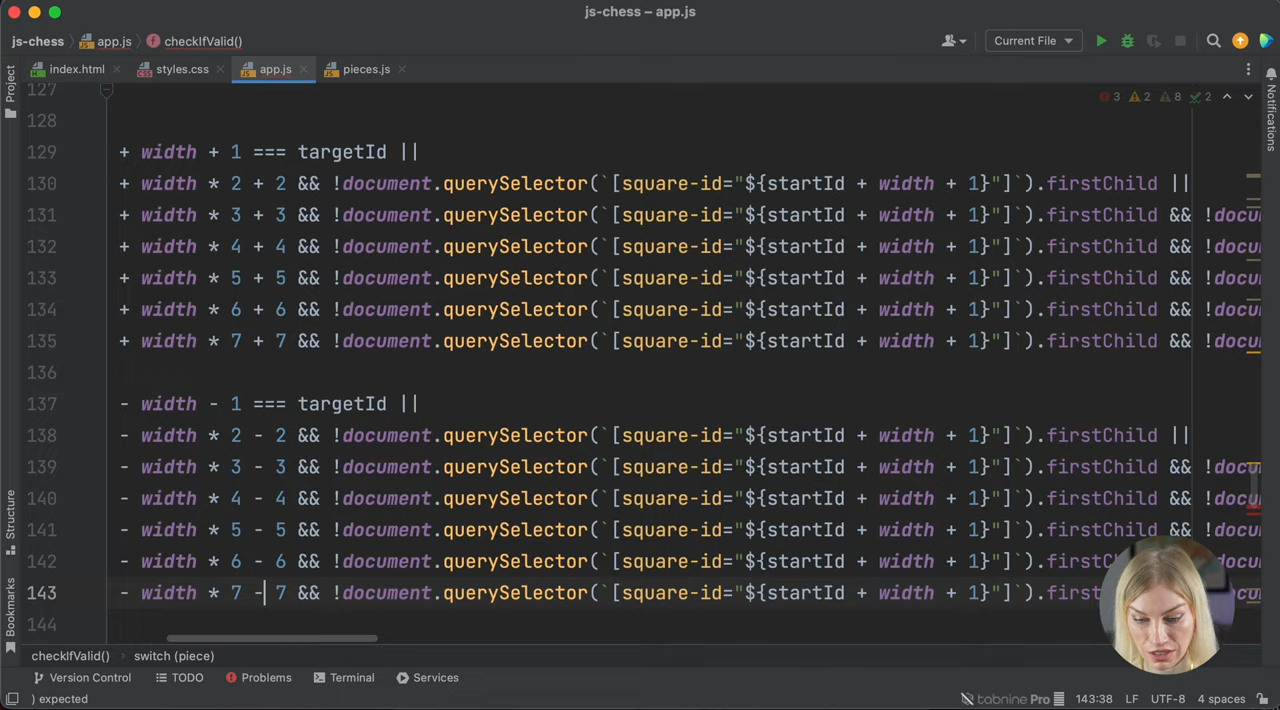 js-chess – app.js
js-chess app.js checkIfValid() Current File
index.html styles.css app.js pieces.js
Project
Notifications
Structure
Bookmarks
3 2 8 2
127
128
129 + width + 1 === targetId ||
130 + width * 2 + 2 && !document.querySelector(`[square-id="${startId + width + 1}"]`).firstChild ||
131 + width * 3 + 3 && !document.querySelector(`[square-id="${startId + width + 1}"]`).firstChild && !docu
132 + width * 4 + 4 && !document.querySelector(`[square-id="${startId + width + 1}"]`).firstChild && !docu
133 + width * 5 + 5 && !document.querySelector(`[square-id="${startId + width + 1}"]`).firstChild && !docu
134 + width * 6 + 6 && !document.querySelector(`[square-id="${startId + width + 1}"]`).firstChild && !docu
135 + width * 7 + 7 && !document.querySelector(`[square-id="${startId + width + 1}"]`).firstChild && !docu
136
137 - width - 1 === targetId ||
138 - width * 2 - 2 && !document.querySelector(`[square-id="${startId + width + 1}"]`).firstChild ||
139 - width * 3 - 3 && !document.querySelector(`[square-id="${startId + width + 1}"]`).firstChild && !docu
140 - width * 4 - 4 && !document.querySelector(`[square-id="${startId + width + 1}"]`).firstChild && !docu
141 - width * 5 - 5 && !document.querySelector(`[square-id="${startId + width + 1}"]`).firstChild && !docu
142 - width * 6 - 6 && !document.querySelector(`[square-id="${startId + width + 1}"]`).firstCh
143 - width * 7 - 7 && !document.querySelector(`[square-id="${startId + width + 1}"]`).first
144
checkIfValid() switch (piece)
Version Control TODO Problems Terminal Services
) expected tabnine Pro 143:38 LF UTF-8 4 spaces